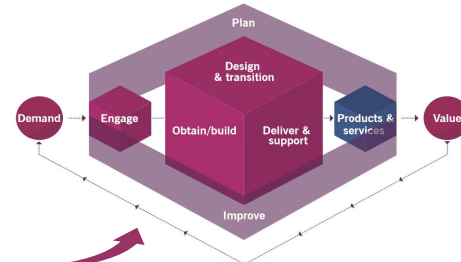 Plan
Design
& transition
Demand
Engage
Obtain/build
Deliver &
support
Products &
services
Value
Improve